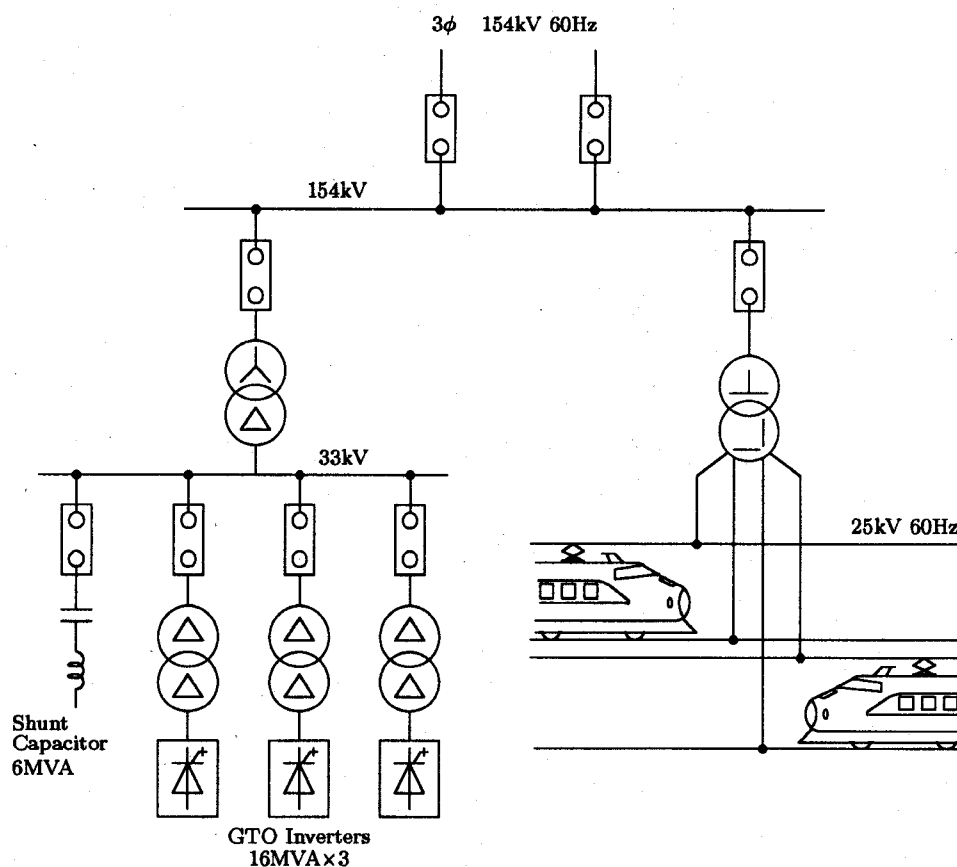 3ϕ 154kV 60Hz
154kV
33kV
25kV 60Hz
Shunt
Capacitor
6MVA
GTO Inverters
16MVA×3